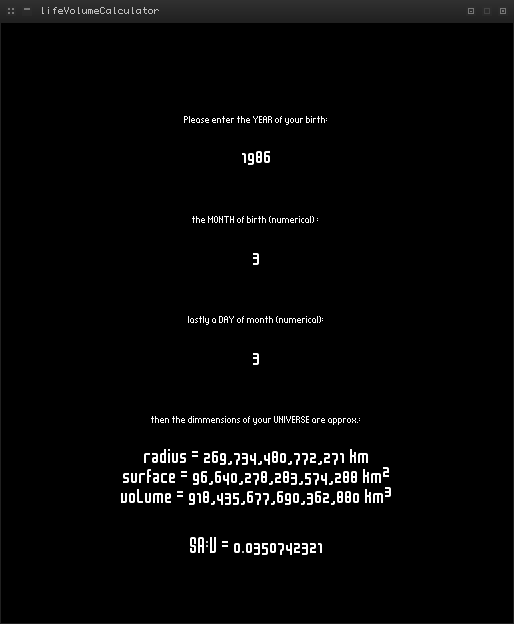 lifeVolumeCalculator
Please enter the YEAR of your birth:
1986
the MONTH of birth (numerical) :
3
lastly a DAY of month (numerical):
3
then the dimmensions of your UNIVERSE are approx.:
radius = 269,734,480,772,271 km
surface = 96,640,278,283,574,288 km²
volume = 918,435,677,690,362,880 km³
SA:V = 0.0350742321